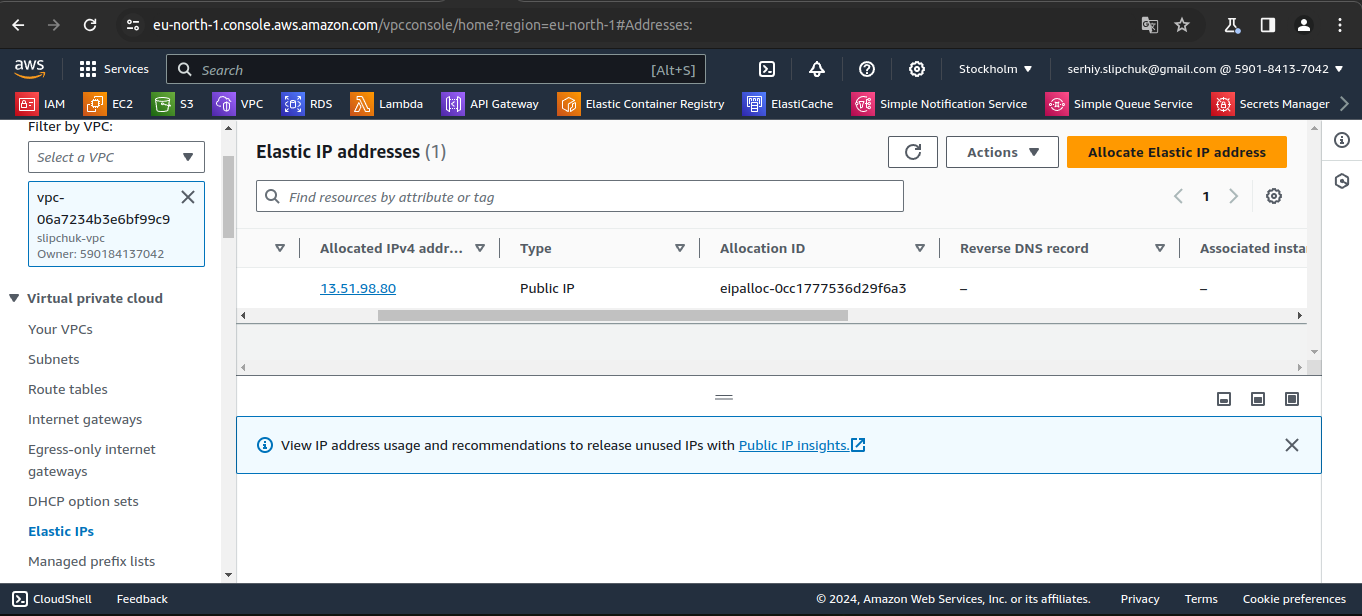 eu-north-1.console.aws.amazon.com/vpcconsole/home?region=eu-north-1#Addresses:
aws Services Search [Alt+S] Stockholm serhiy.slipchuk@gmail.com @ 5901-8413-7042
IAM EC2 S3 VPC RDS Lambda API Gateway Elastic Container Registry ElastiCache Simple Notification Service Simple Queue Service Secrets Manager
Filter by VPC:
Select a VPC
vpc-
06a7234b3e6bf99c9
slipchuk-vpc
Owner: 590184137042
Virtual private cloud
Your VPCs
Subnets
Route tables
Internet gateways
Egress-only internet
gateways
DHCP option sets
Elastic IPs
Managed prefix lists
Elastic IP addresses (1)
Actions
Allocate Elastic IP address
Find resources by attribute or tag
1
Allocated IPv4 addr... Type Allocation ID Reverse DNS record Associated insta
13.51.98.80 Public IP eipalloc-0cc1777536d29f6a3 – –
View IP address usage and recommendations to release unused IPs with Public IP insights.
CloudShell Feedback © 2024, Amazon Web Services, Inc. or its affiliates. Privacy Terms Cookie preferences